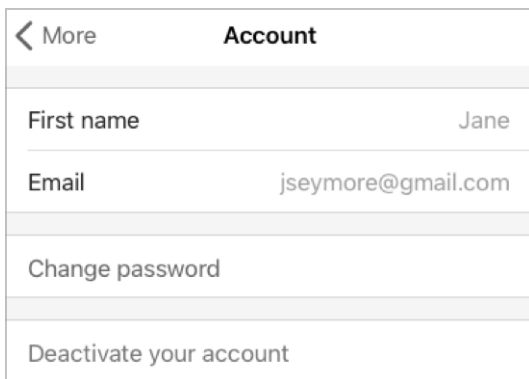 More Account
First name Jane
Email jseymore@gmail.com
Change password
Deactivate your account